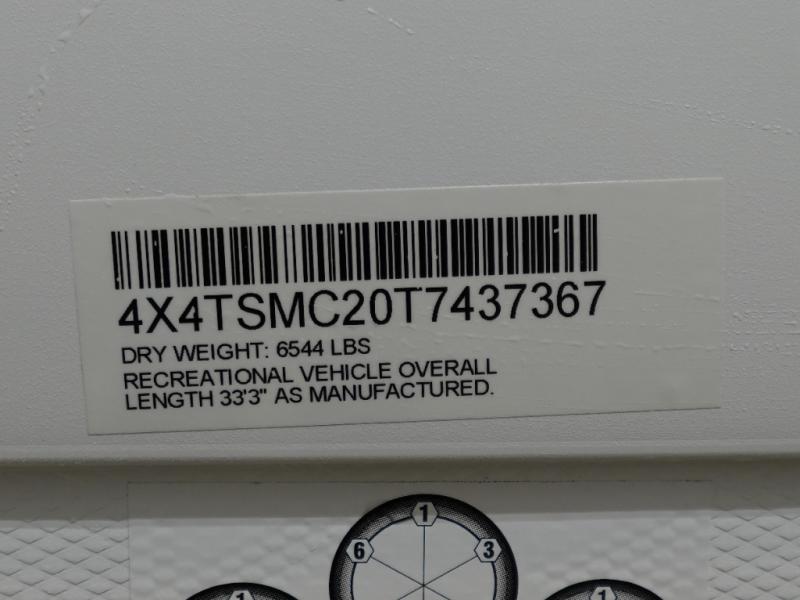 4X4TSMC20T7437367
DRY WEIGHT: 6544 LBS
RECREATIONAL VEHICLE OVERALL
LENGTH 33'3" AS MANUFACTURED.
1
6 3
1 1